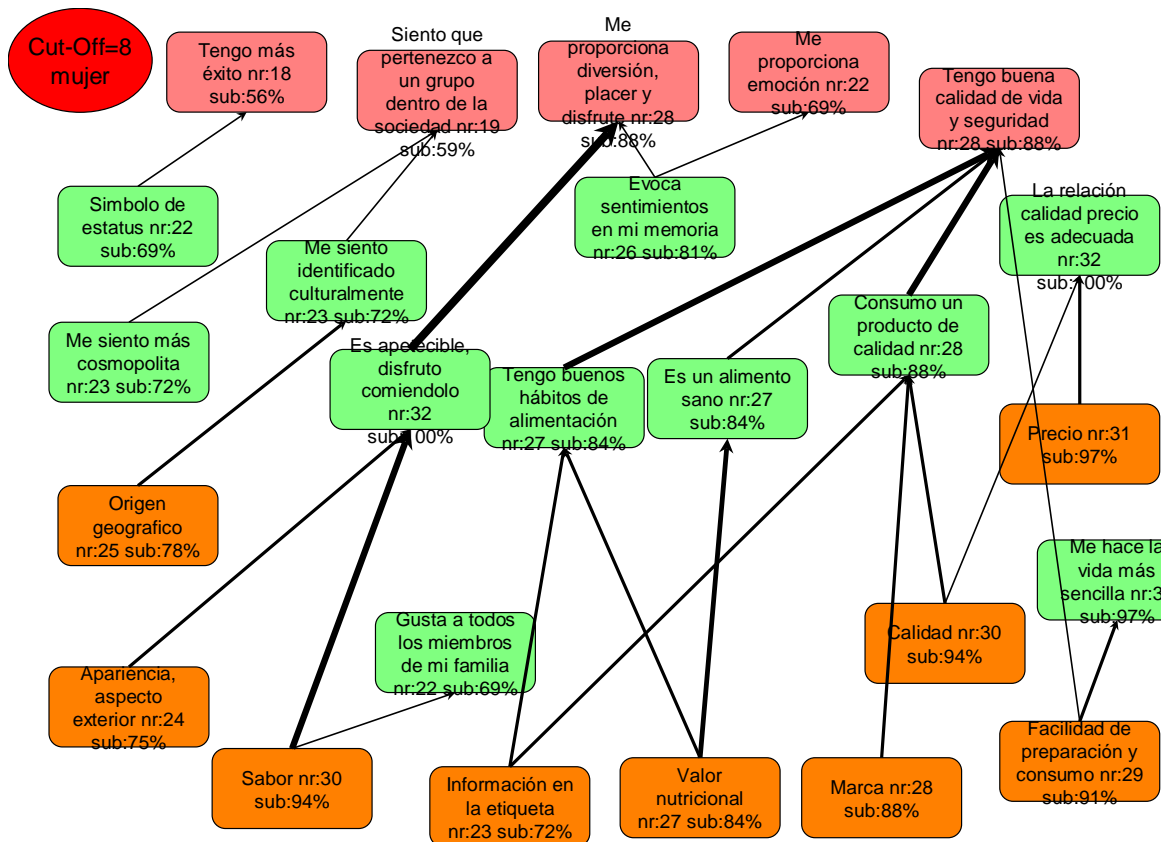 Cut-Off=8
mujer
Tengo más
éxito nr:18
sub:56%
Siento que
pertenezco a
un grupo
dentro de la
sociedad nr:19
sub:59%
Me
proporciona
diversión,
placer y
disfrute nr:28
sub:88%
Me
proporciona
emoción nr:22
sub:69%
Tengo buena
calidad de vida
y seguridad
nr:28 sub:88%
Simbolo de
estatus nr:22
sub:69%
Me siento
identificado
culturalmente
nr:23 sub:72%
Evoca
sentimientos
en mi memoria
nr:26 sub:81%
La relación
calidad precio
es adecuada
nr:32
sub:100%
Me siento más
cosmopolita
nr:23 sub:72%
Es apetecible,
disfruto
comiendolo
nr:32
sub:100%
Tengo buenos
hábitos de
alimentación
nr:27 sub:84%
Es un alimento
sano nr:27
sub:84%
Consumo un
producto de
calidad nr:28
sub:88%
Precio nr:31
sub:97%
Origen
geografico
nr:25 sub:78%
Me hace la
vida más
sencilla
sub:97%
Gusta a todos
los miembros
de mi familia
nr:22 sub:69%
Calidad nr:30
sub:94%
Apariencia,
aspecto
exterior nr:24
sub:75%
Sabor nr:30
sub:94%
Información en
la etiqueta
nr:23 sub:72%
Valor
nutricional
nr:27 sub:84%
Marca nr:28
sub:88%
Facilidad de
preparación y
consumo nr:29
sub:91%